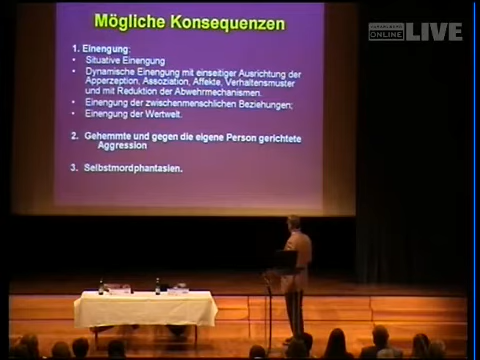 Mögliche Konsequenzen
1. Einengung:
• Situative Einengung
• Dynamische Einengung mit einseitiger Ausrichtung der
Apperzeption, Assoziation, Affekte, Verhaltensmuster
und mit Reduktion der Abwehrmechanismen.
• Einengung der zwischenmenschlichen Beziehungen;
• Einengung der Wertwelt.
2. Gehemmte und gegen die eigene Person gerichtete
Aggression
3. Selbstmordphantasien.
ONLINE LIVE